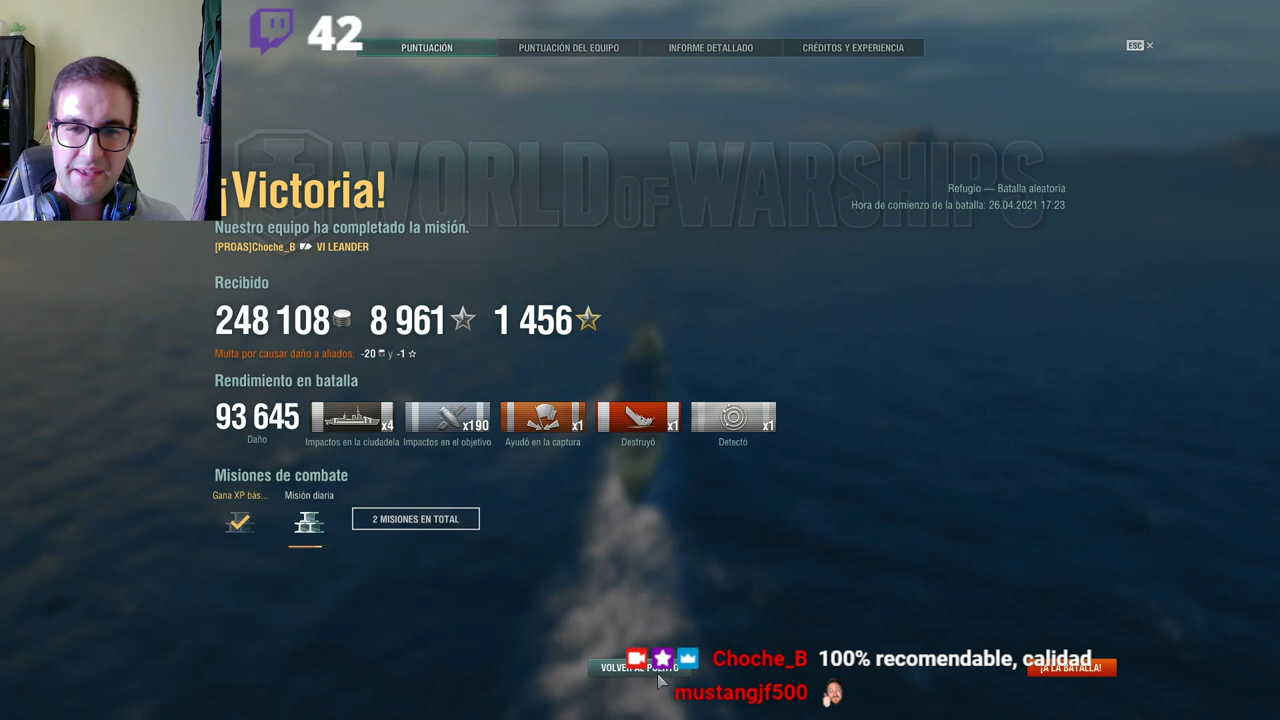 42
PUNTUACIÓN
PUNTUACIÓN DEL EQUIPO
INFORME DETALLADO
CRÉDITOS Y EXPERIENCIA
ESC ×
WORLD OF WARSHIPS
¡Victoria!
Refugio — Batalla aleatoria
Hora de comienzo de la batalla: 26.04.2021 17:23
Nuestro equipo ha completado la misión.
[PROAS]Choche_B VI LEANDER
Recibido
248 108 8 961 1 456
Multa por causar daño a aliados: -20 y -1
Rendimiento en batalla
93 645 x4 x190 x1 x1 x1
Daño Impactos en la ciudadela Impactos en el objetivo Ayudó en la captura Destruyó Detectó
Misiones de combate
Gana XP bás... Misión diaria
2 MISIONES EN TOTAL
VOLVER AL PUERTO
Choche_B 100% recomendable, calidad
¡A LA BATALLA!
mustangjf500